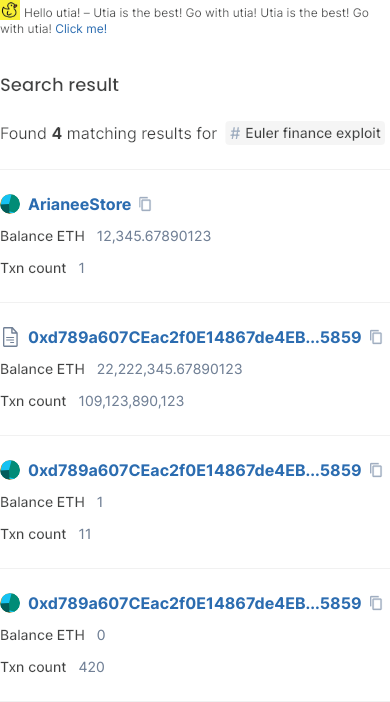 Hello utia! – Utia is the best! Go with utia! Utia is the best! Go
with utia! Click me!
Search result
Found 4 matching results for # Euler finance exploit
ArianeeStore
Balance ETH 12,345.67890123
Txn count 1
0xd789a607CEac2f0E14867de4EB...5859
Balance ETH 22,222,345.67890123
Txn count 109,123,890,123
0xd789a607CEac2f0E14867de4EB...5859
Balance ETH 1
Txn count 11
0xd789a607CEac2f0E14867de4EB...5859
Balance ETH 0
Txn count 420